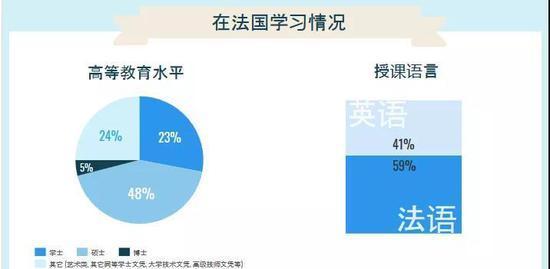 在法国学习情况
高等教育水平
授课语言
24%
23%
5%
48%
英语
41%
59%
法语
学士 硕士 博士
其它 (艺术类, 其它同等学士文凭, 大学技术文凭, 高级技师文凭等)